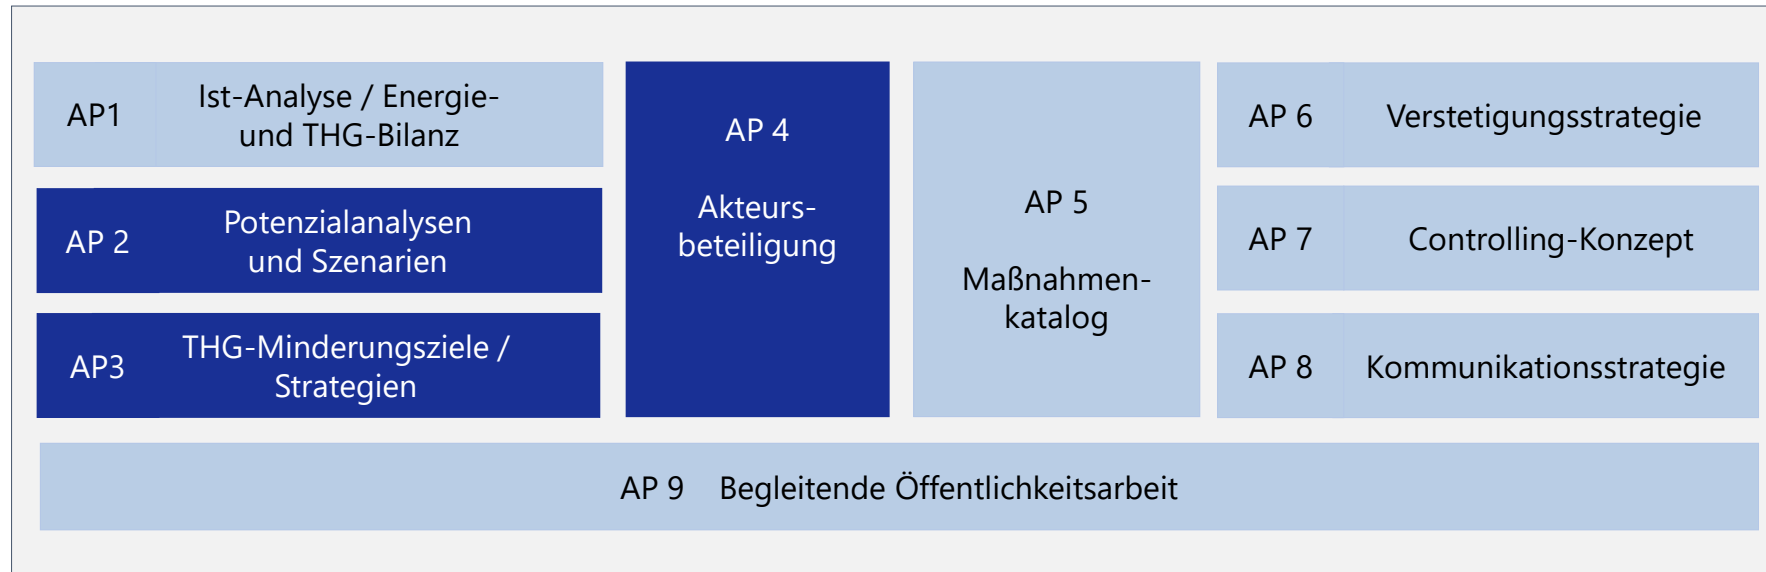 AP1
Ist-Analyse / Energie-
und THG-Bilanz
AP 2
Potenzialanalysen
und Szenarien
AP3
THG-Minderungsziele /
Strategien
AP 4
Akteurs-
beteiligung
AP 5
Maßnahmen-
katalog
AP 6
Verstetigungsstrategie
AP 7
Controlling-Konzept
AP 8
Kommunikationsstrategie
AP 9 Begleitende Öffentlichkeitsarbeit